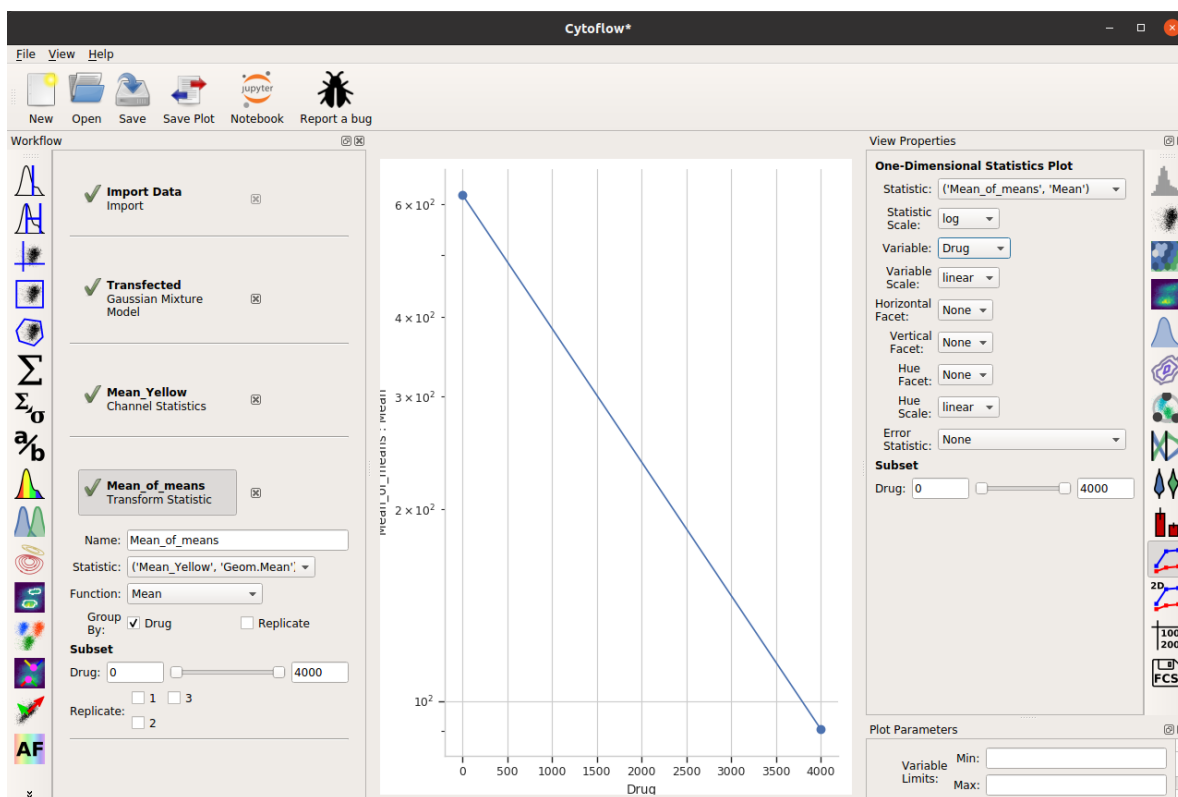 Cytoflow*
File View Help
New Open Save Save Plot Notebook Report a bug
jupyter
Workflow
Import Data
Import
Transfected
Gaussian Mixture
Model
Mean_Yellow
Channel Statistics
Mean_of_means
Transform Statistic
Name: Mean_of_means
Statistic: ('Mean_Yellow', 'Geom.Mean')
Function: Mean
Group By: Drug Replicate
Subset
Drug: 0 4000
Replicate: 1 3
2
Σ
Σ,σ
a/b
AF
6 × 10²
4 × 10²
3 × 10²
2 × 10²
10²
Mean_of_means : Mean
0 500 1000 1500 2000 2500 3000 3500 4000
Drug
View Properties
One-Dimensional Statistics Plot
Statistic: ('Mean_of_means', 'Mean')
Statistic Scale: log
Variable: Drug
Variable Scale: linear
Horizontal Facet: None
Vertical Facet: None
Hue Facet: None
Hue Scale: linear
Error Statistic: None
Subset
Drug: 0 4000
2D
100
200
FCS
Plot Parameters
Variable Limits: Min:
Max: